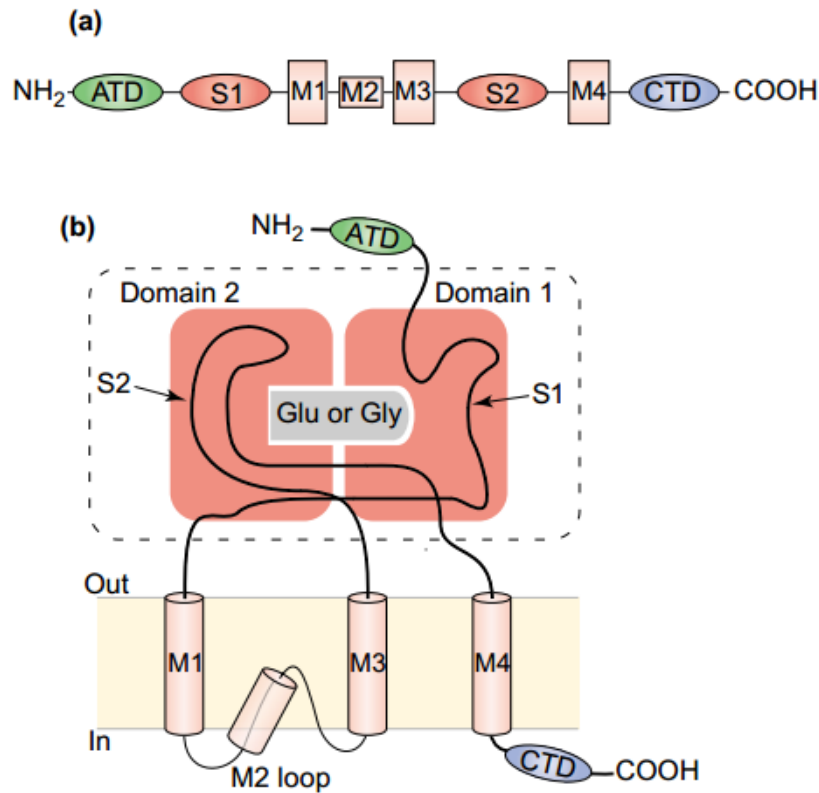 (a)
NH2 ATD S1 M1 M2 M3 S2 M4 CTD COOH
(b)
NH2 ATD
Domain 2 Domain 1
S2 S1
Glu or Gly
Out
M1 M3 M4
In
M2 loop
CTD COOH